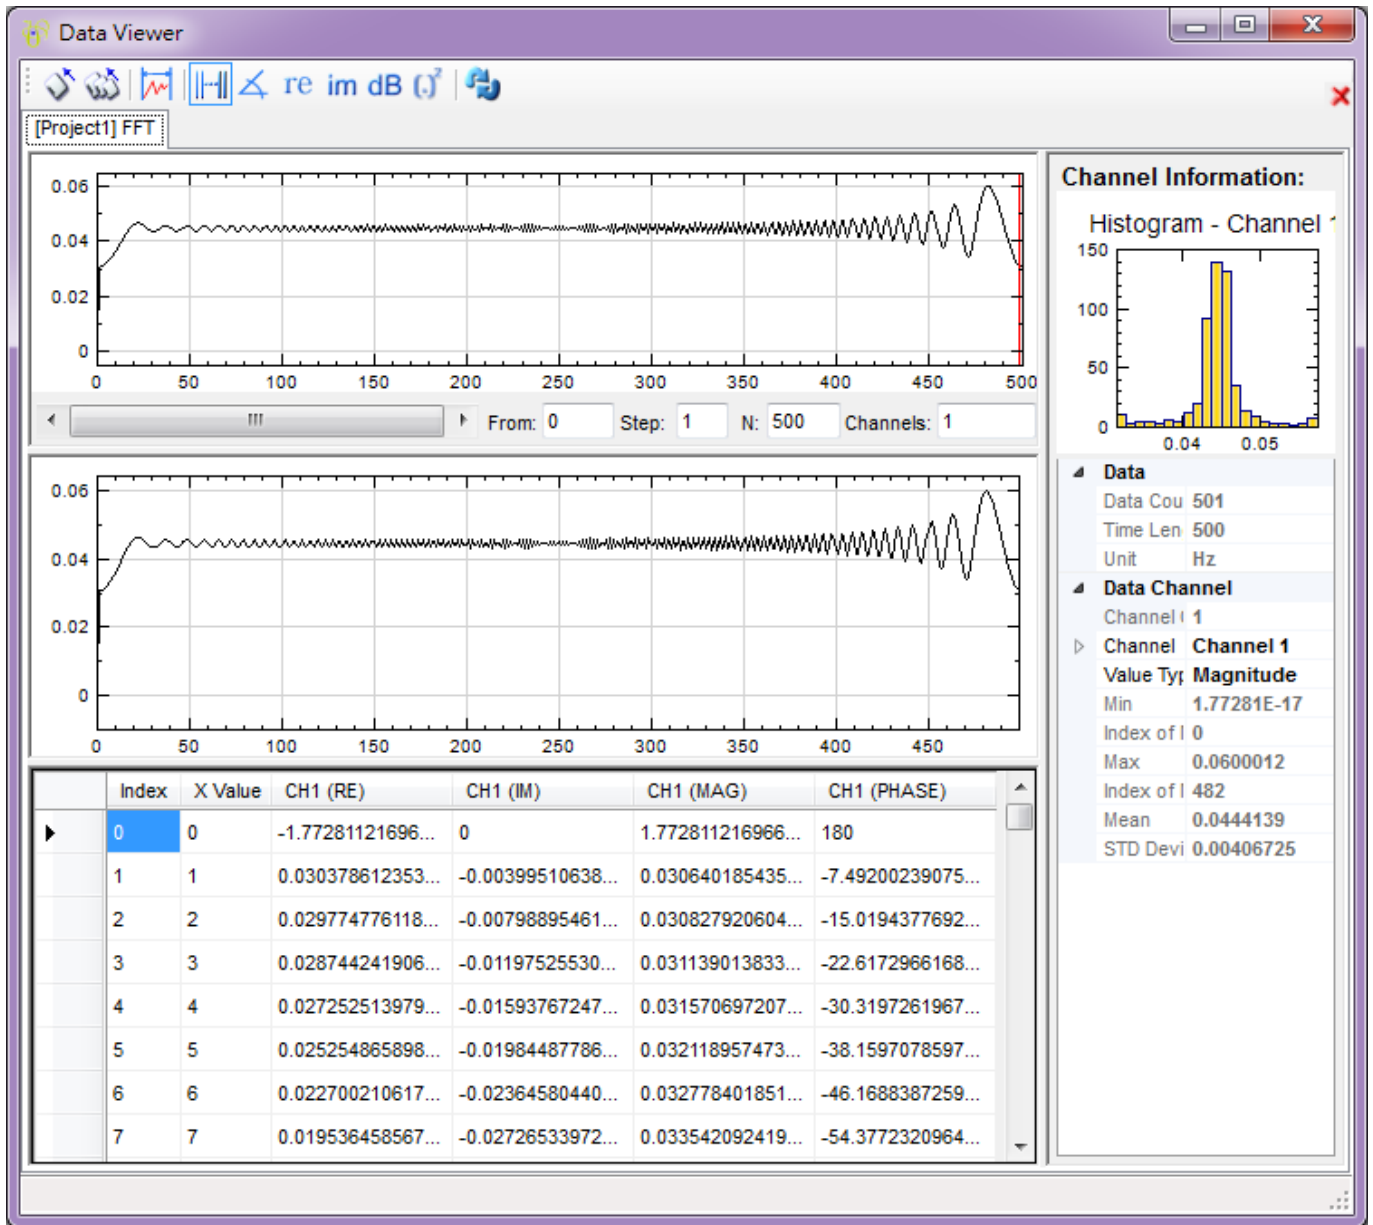 Data Viewer
re im dB (.)²
[Project1] FFT
0.06
0.04
0.02
0
0 50 100 150 200 250 300 350 400 450 500
From: 0 Step: 1 N: 500 Channels: 1
0.06
0.04
0.02
0
0 50 100 150 200 250 300 350 400 450
Index X Value CH1 (RE) CH1 (IM) CH1 (MAG) CH1 (PHASE)
0 0 -1.77281121696... 0 1.772811216966... 180
1 1 0.030378612353... -0.00399510638... 0.030640185435... -7.49200239075...
2 2 0.029774776118... -0.00798895461... 0.030827920604... -15.0194377692...
3 3 0.028744241906... -0.01197525530... 0.031139013833... -22.6172966168...
4 4 0.027252513979... -0.01593767247... 0.031570697207... -30.3197261967...
5 5 0.025254865898... -0.01984487786... 0.032118957473... -38.1597078597...
6 6 0.022700210617... -0.02364580440... 0.032778401851... -46.1688387259...
7 7 0.019536458567... -0.02726533972... 0.033542092419... -54.3772320964...
Channel Information:
Histogram - Channel 1
150
100
50
0
0.04 0.05
Data
Data Cou 501
Time Len 500
Unit Hz
Data Channel
Channel 1
Channel Channel 1
Value Typ Magnitude
Min 1.77281E-17
Index of 0
Max 0.0600012
Index of 482
Mean 0.0444139
STD Devi 0.00406725